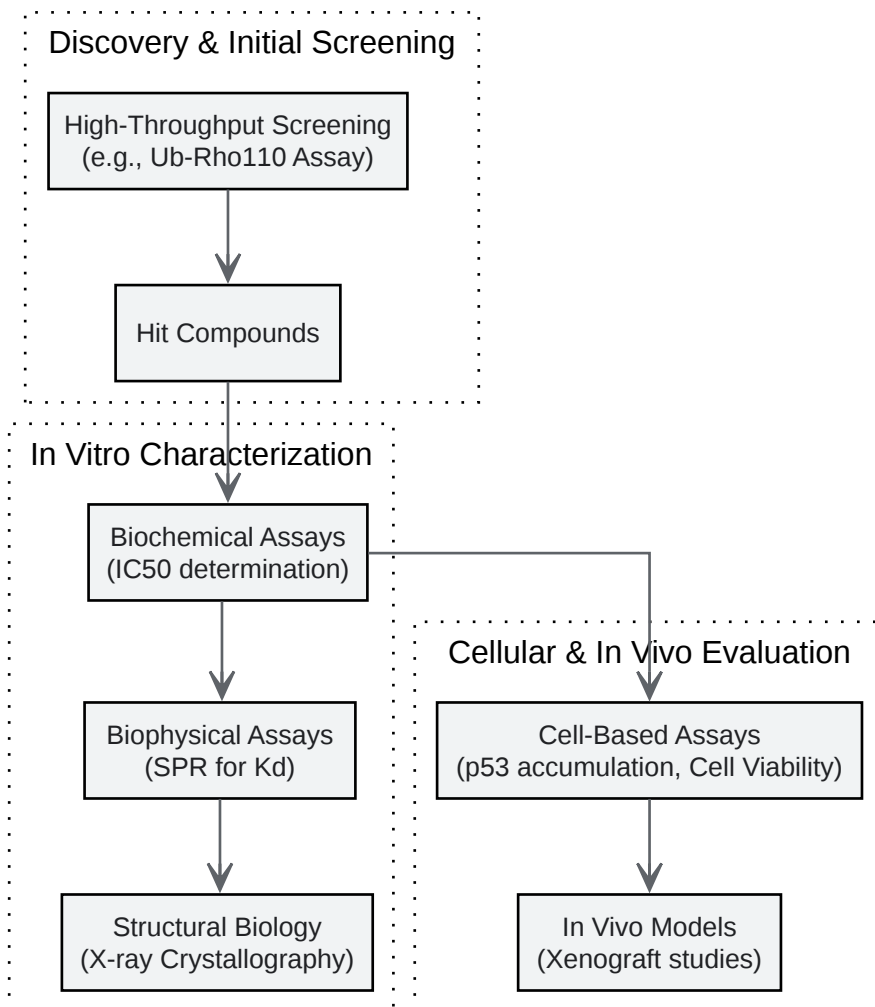 Discovery & Initial Screening
High-Throughput Screening
(e.g., Ub-Rho110 Assay)
Hit Compounds
In Vitro Characterization
Biochemical Assays
(IC50 determination)
Biophysical Assays
(SPR for Kd)
Structural Biology
(X-ray Crystallography)
Cellular & In Vivo Evaluation
Cell-Based Assays
(p53 accumulation, Cell Viability)
In Vivo Models
(Xenograft studies)